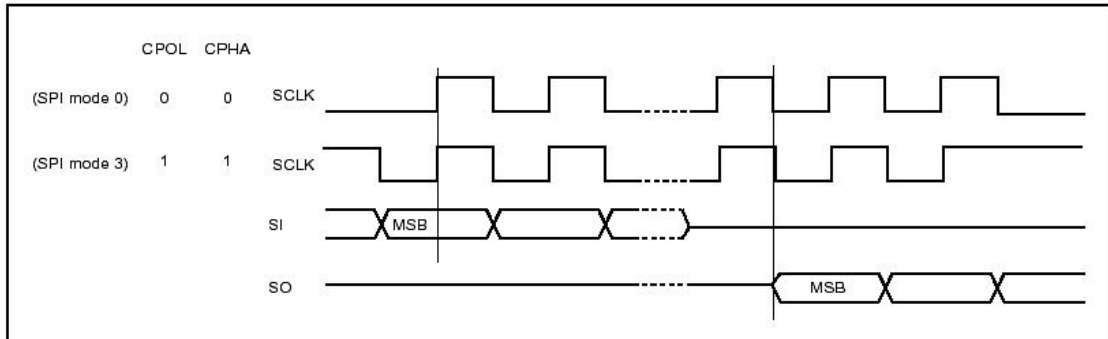 CPOL CPHA
(SPI mode 0) 0 0 SCLK
(SPI mode 3) 1 1 SCLK
SI MSB
SO MSB